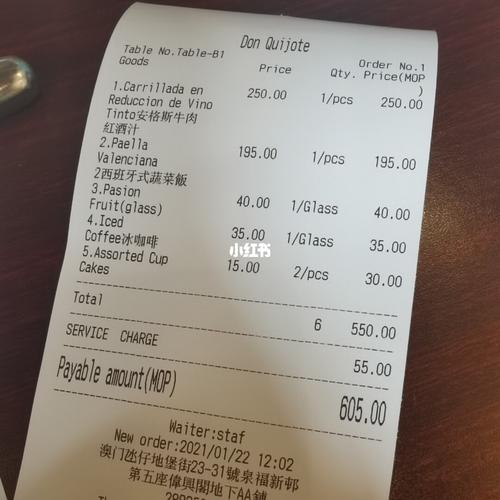 Don Quijote
Table No.Table-B1 Order No.1
Goods Price Qty. Price(MOP
)
1.Carrillada en 250.00 1/pcs 250.00
Reduccion de Vino
Tinto安格斯牛肉
紅酒汁
2.Paella 195.00 1/pcs 195.00
Valenciana
2西班牙式蔬菜飯
3.Pasion 40.00 1/Glass 40.00
Fruit(glass)
4.Iced 35.00 1/Glass 35.00
Coffee冰咖啡
5.Assorted Cup 15.00 2/pcs 30.00
Cakes
小红书
Total 6 550.00
SERVICE CHARGE 55.00
Payable amount(MOP) 605.00
Waiter:staf
New order:2021/01/22 12:02
澳门氹仔地堡街23-31號泉福新邨
第五座偉興閣地下AA鋪